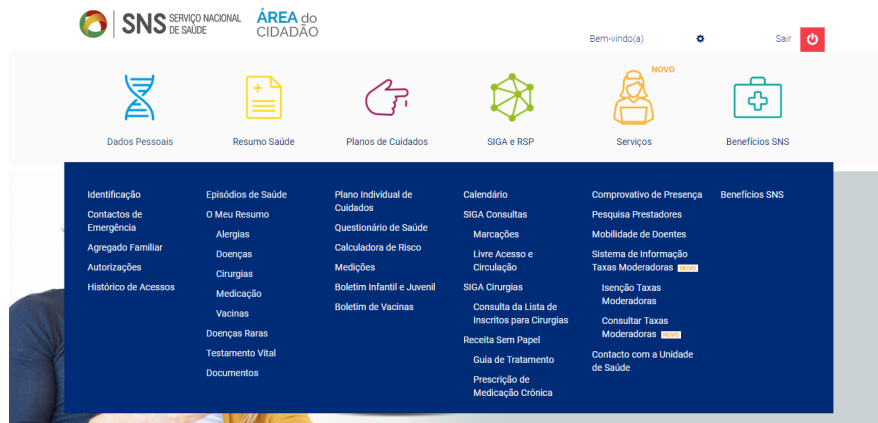 SNS SERVIÇO NACIONAL DE SAÚDE
ÁREA do CIDADÃO
Bem-vindo(a)
Sair
NOVO
Dados Pessoais
Resumo Saúde
Planos de Cuidados
SIGA e RSP
Serviços
Benefícios SNS
Identificação
Contactos de
Emergência
Agregado Familiar
Autorizações
Histórico de Acessos
Episódios de Saúde
O Meu Resumo
Alergias
Doenças
Cirurgias
Medicação
Vacinas
Doenças Raras
Testamento Vital
Documentos
Plano Individual de
Cuidados
Questionário de Saúde
Calculadora de Risco
Medições
Boletim Infantil e Juvenil
Boletim de Vacinas
Calendário
SIGA Consultas
Marcações
Livre Acesso e
Circulação
SIGA Cirurgias
Consulta da Lista de
Inscritos para Cirurgias
Receita Sem Papel
Guia de Tratamento
Prescrição de
Medicação Crónica
Comprovativo de Presença
Pesquisa Prestadores
Mobilidade de Doentes
Sistema de Informação
Taxas Moderadoras NOVO
Isenção Taxas
Moderadoras
Consultar Taxas
Moderadoras NOVO
Contacto com a Unidade
de Saúde
Benefícios SNS